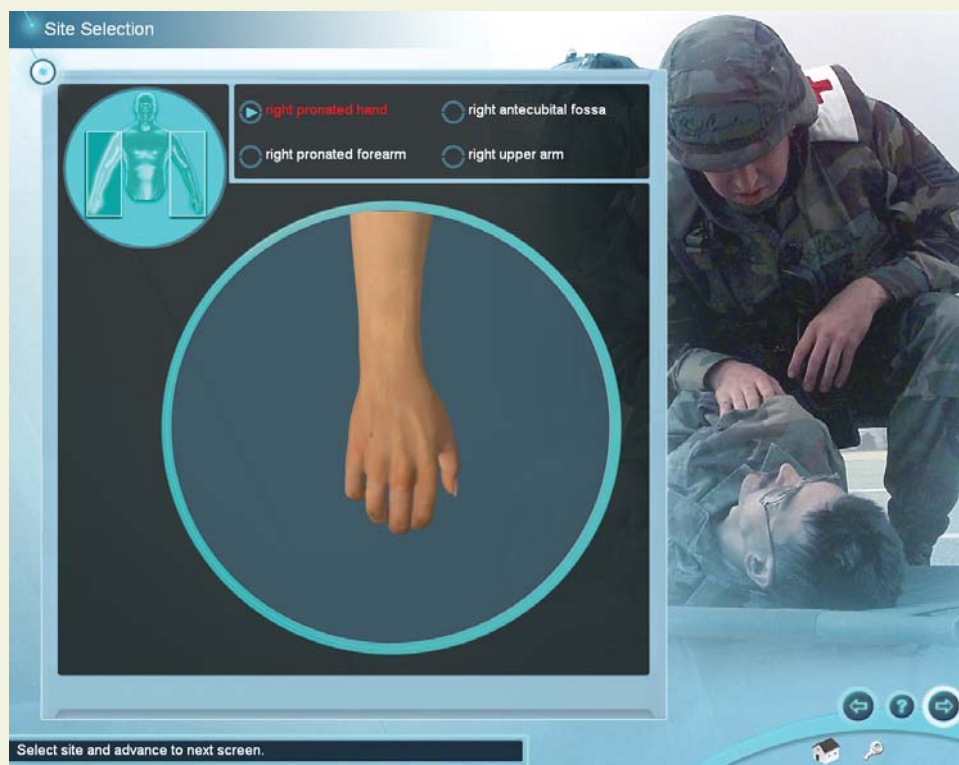 Site Selection
right pronated hand
right antecubital fossa
right pronated forearm
right upper arm
?
Select site and advance to next screen.